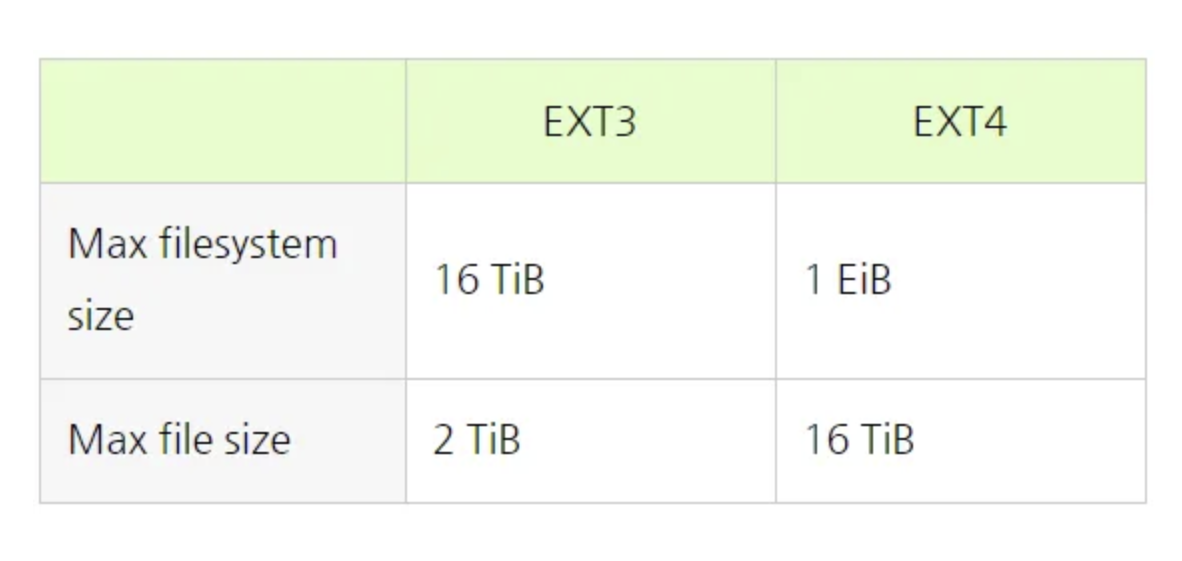 EXT3 EXT4
Max filesystem
size
16 TiB 1 EiB
Max file size 2 TiB 16 TiB